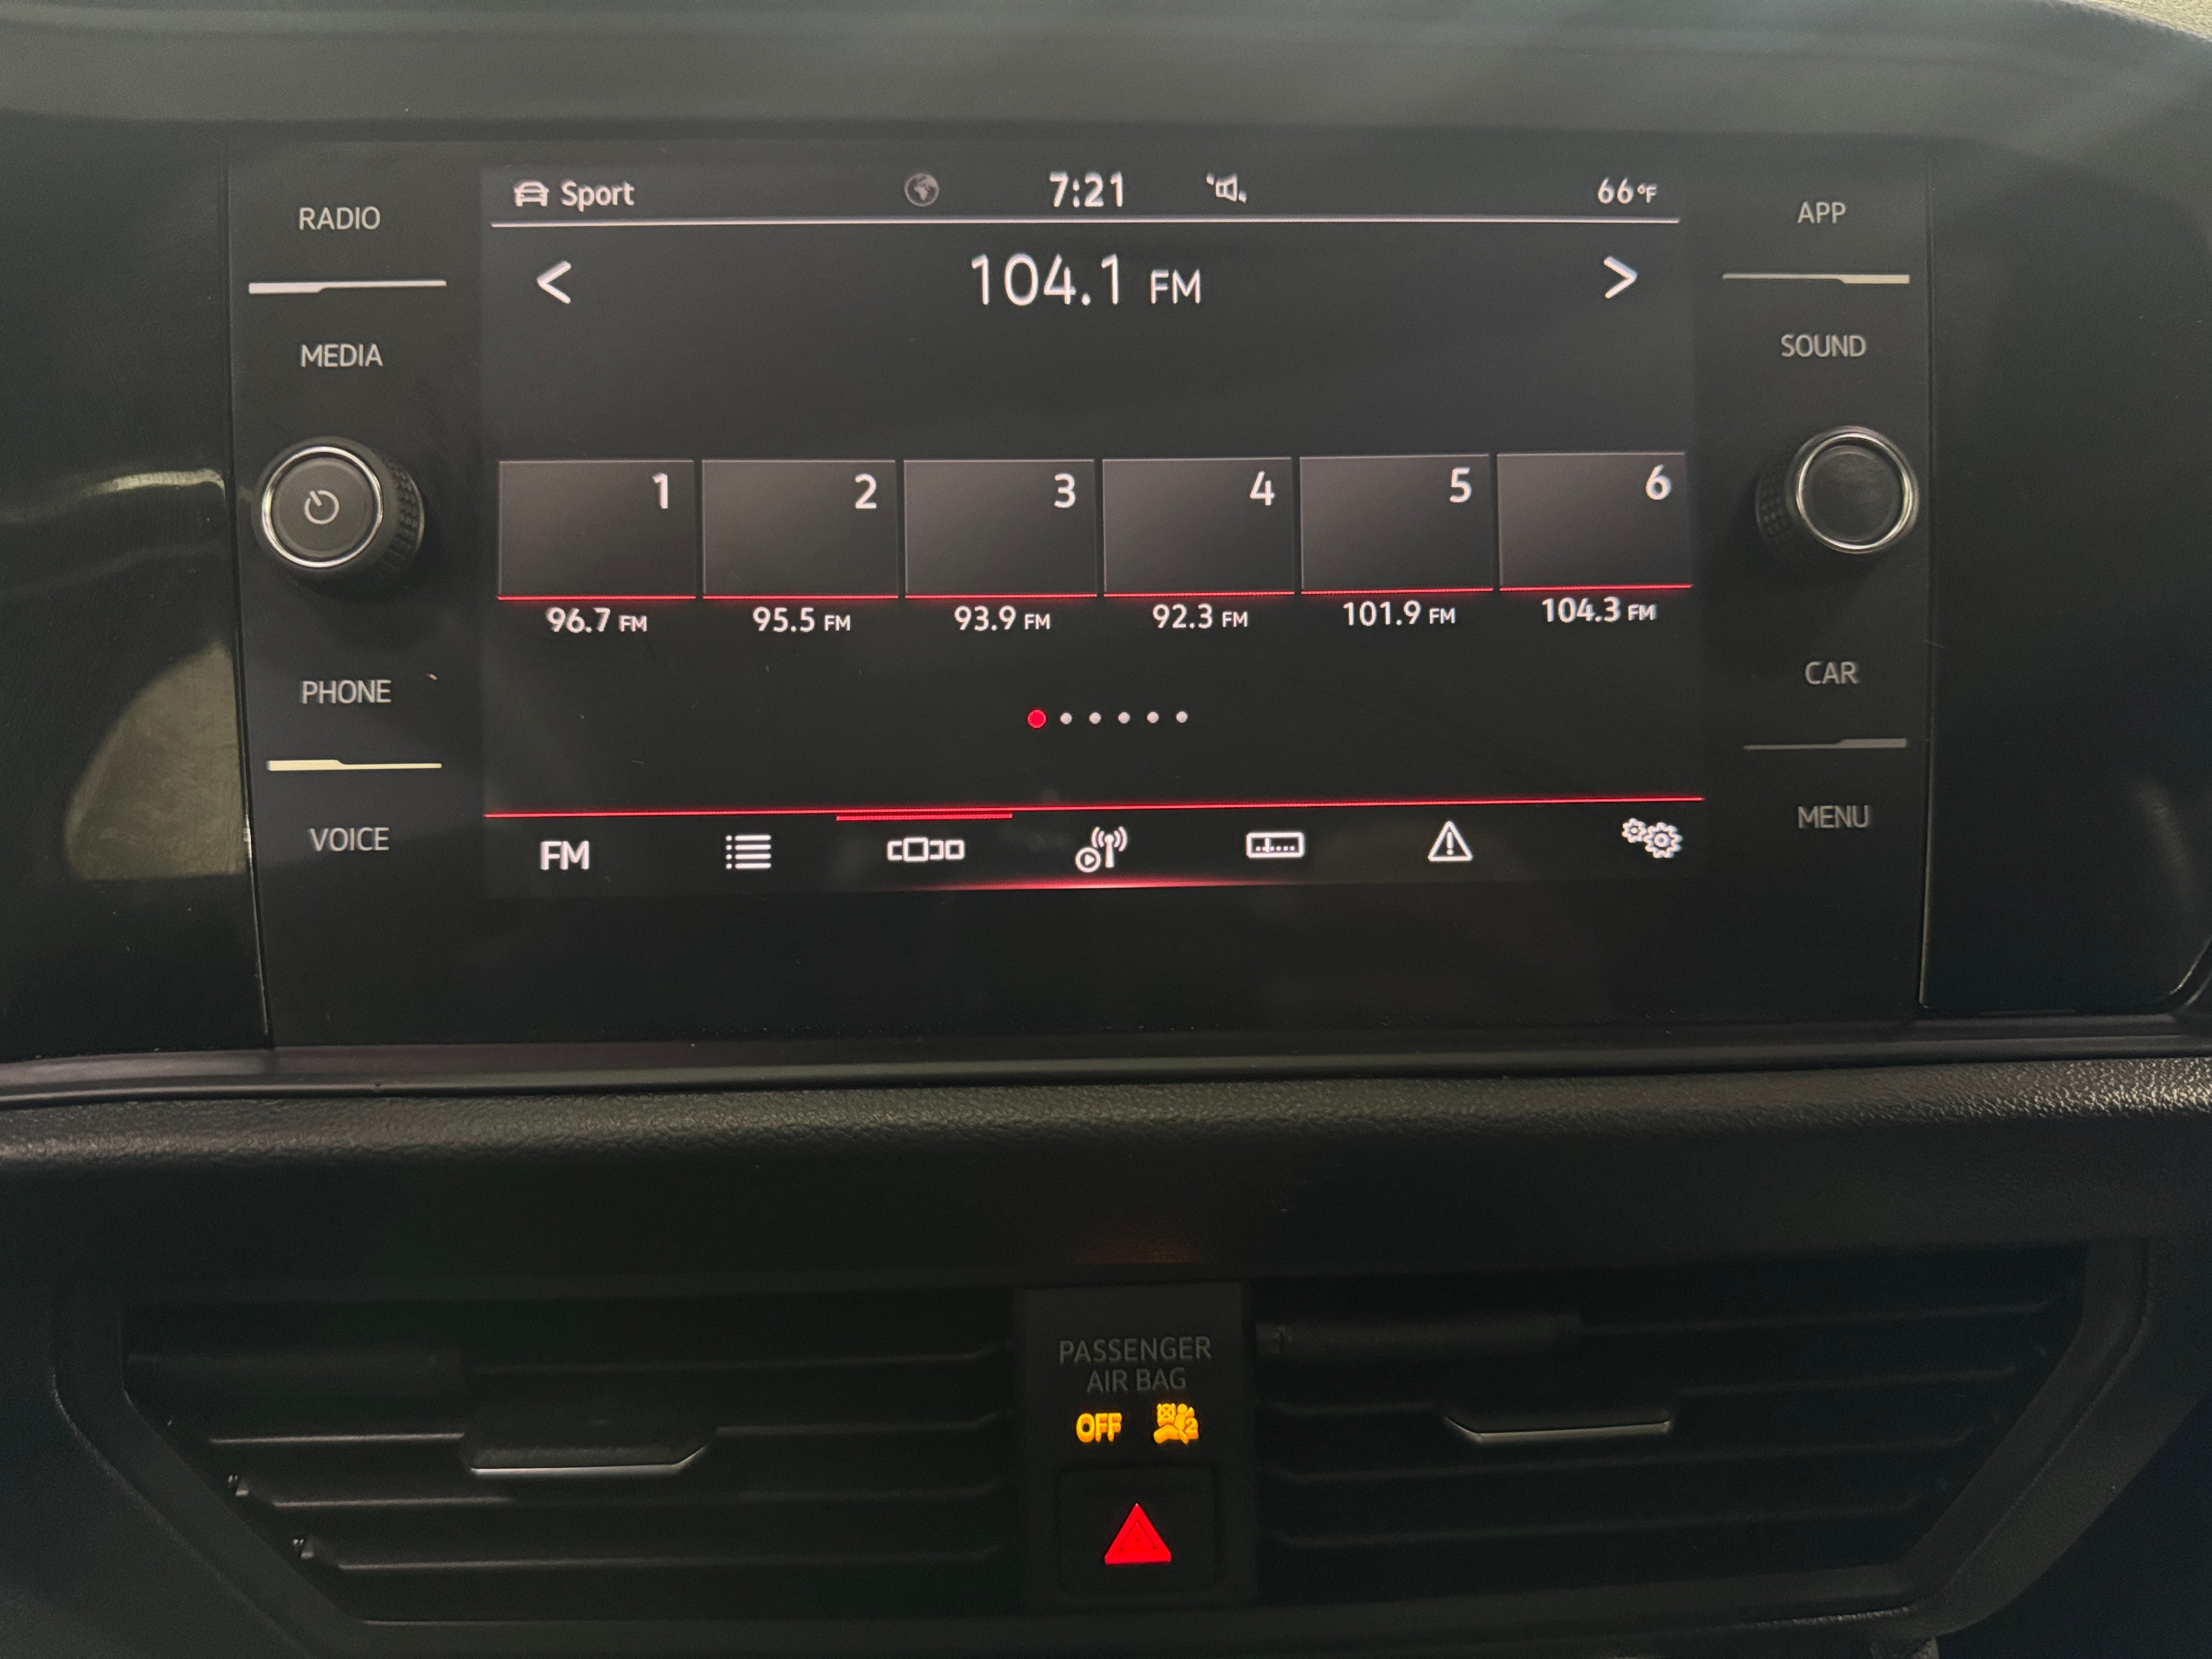 RADIO
MEDIA
PHONE
VOICE
Sport 7:21 66°F
< 104.1 FM >
1 2 3 4 5 6
96.7 FM 95.5 FM 93.9 FM 92.3 FM 101.9 FM 104.3 FM
FM
APP
SOUND
CAR
MENU
PASSENGER
AIR BAG
OFF